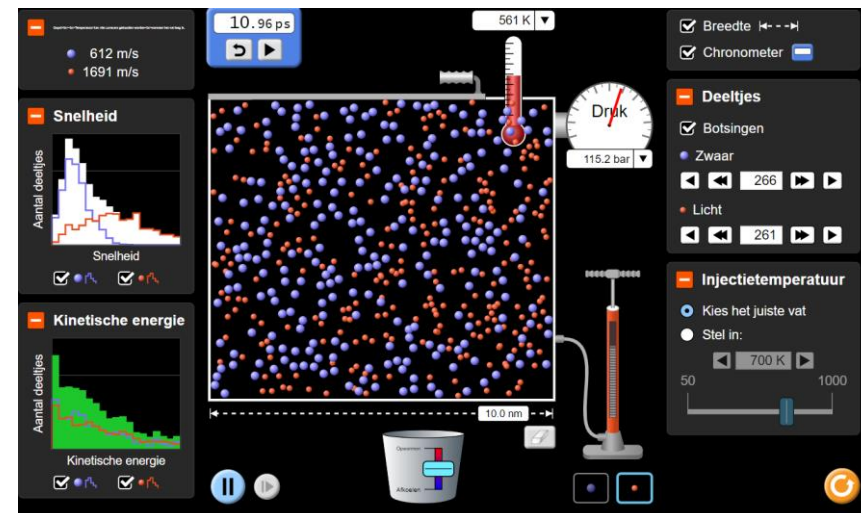 612 m/s
1691 m/s
Snelheid
Aantal deeltjes
Snelheid
Kinetische energie
Aantal deeltjes
Kinetische energie
10.96 ps
561 K
Druk
115.2 bar
10.0 nm
Opwarmen
Afkoelen
Breedte
Chronometer
Deeltjes
Botsingen
Zwaar
266
Licht
261
Injectietemperatuur
Kies het juiste vat
Stel in:
700 K
50
1000